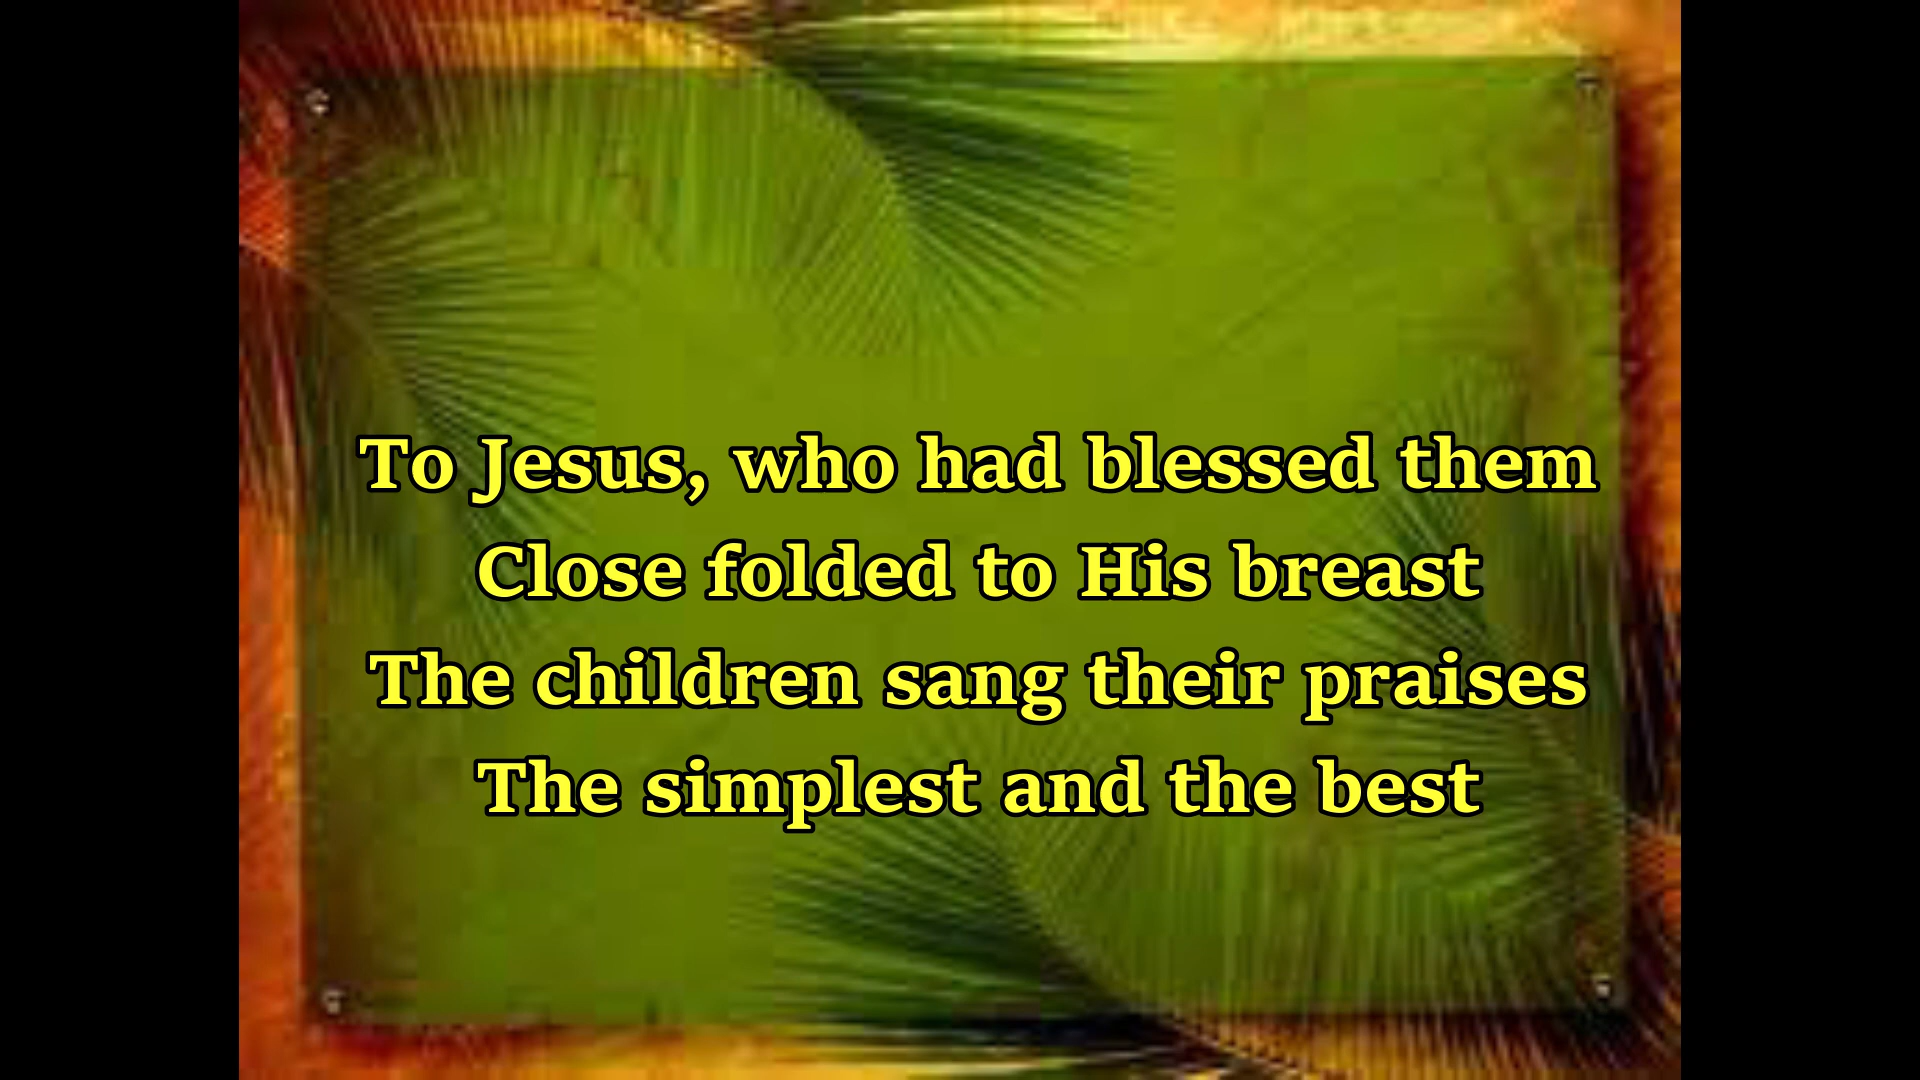 To Jesus, who had blessed them
Close folded to His breast
The children sang their praises
The simplest and the best